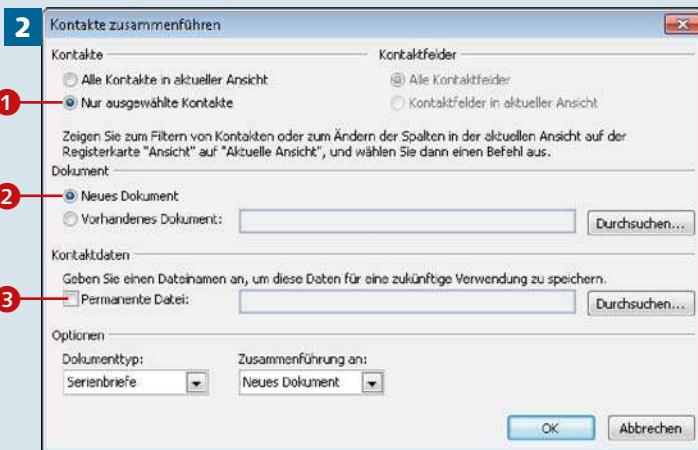 2
Kontakte zusammenführen
Kontakte
Kontaktfelder
Alle Kontakte in aktueller Ansicht
Alle Kontaktfelder
1
Nur ausgewählte Kontakte
Kontaktfelder in aktueller Ansicht
Zeigen Sie zum Filtern von Kontakten oder zum Ändern der Spalten in der aktuellen Ansicht auf der
Registerkarte "Ansicht" auf "Aktuelle Ansicht", und wählen Sie dann einen Befehl aus.
Dokument
2
Neues Dokument
Vorhandenes Dokument:
Durchsuchen...
Kontaktdaten
Geben Sie einen Dateinamen an, um diese Daten für eine zukünftige Verwendung zu speichern.
3
Permanente Datei:
Durchsuchen...
Optionen
Dokumenttyp:
Zusammenführung an:
Serienbriefe
Neues Dokument
OK
Abbrechen